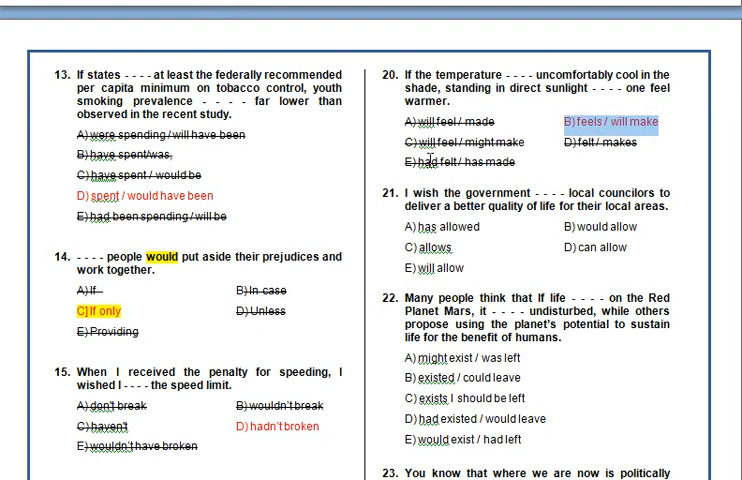 13. If states - - - - at least the federally recommended
per capita minimum on tobacco control, youth
smoking prevalence - - - - far lower than
observed in the recent study.
A) were spending / will have been
B) have spent/was,
C) have spent / would be
D) spent / would have been
E) had been spending / will be
14. - - - - people would put aside their prejudices and
work together.
A) If
B) In case
C] If only
D) Unless
E) Providing
15. When I received the penalty for speeding, I
wished I - - - - the speed limit.
A) don't break
B) wouldn't break
C) haven't
D) hadn't broken
E) wouldn't have broken
20. If the temperature - - - - uncomfortably cool in the
shade, standing in direct sunlight - - - - one feel
warmer.
A) will feel / made
B) feels / will make
C) will feel / might make
D) felt / makes
E) had felt / has made
21. I wish the government - - - - local councilors to
deliver a better quality of life for their local areas.
A) has allowed
B) would allow
C) allows
D) can allow
E) will allow
22. Many people think that If life - - - - on the Red
Planet Mars, it - - - - undisturbed, while others
propose using the planet's potential to sustain
life for the benefit of humans.
A) might exist / was left
B) existed / could leave
C) exists I should be left
D) had existed / would leave
E) would exist / had left
23. You know that where we are now is politically